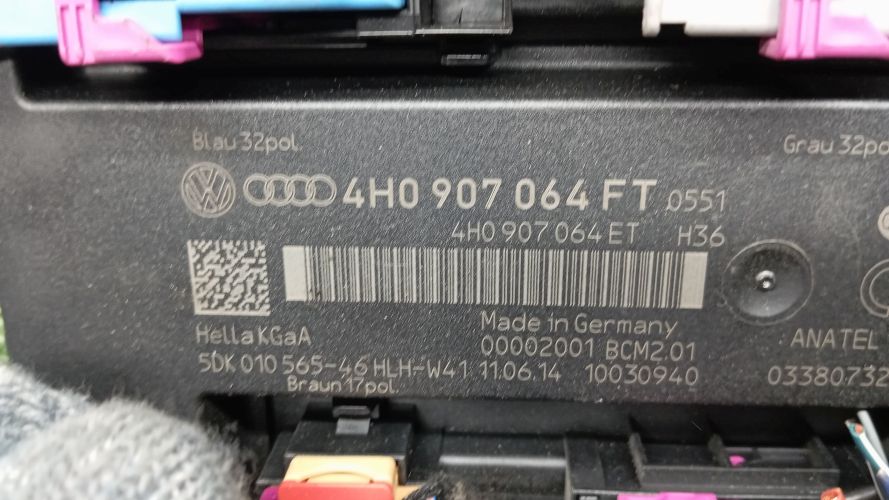 Blau 32pol.
Grau 32po
4H0 907 064 FT 0551
4H0 907 064 ET H36
Hella KGaA
Made in Germany
00002001 BCM2.01
ANATEL
5DK 010 565-46 HLH-W41 11.06.14 10030940
03380732
Braun 17pol.